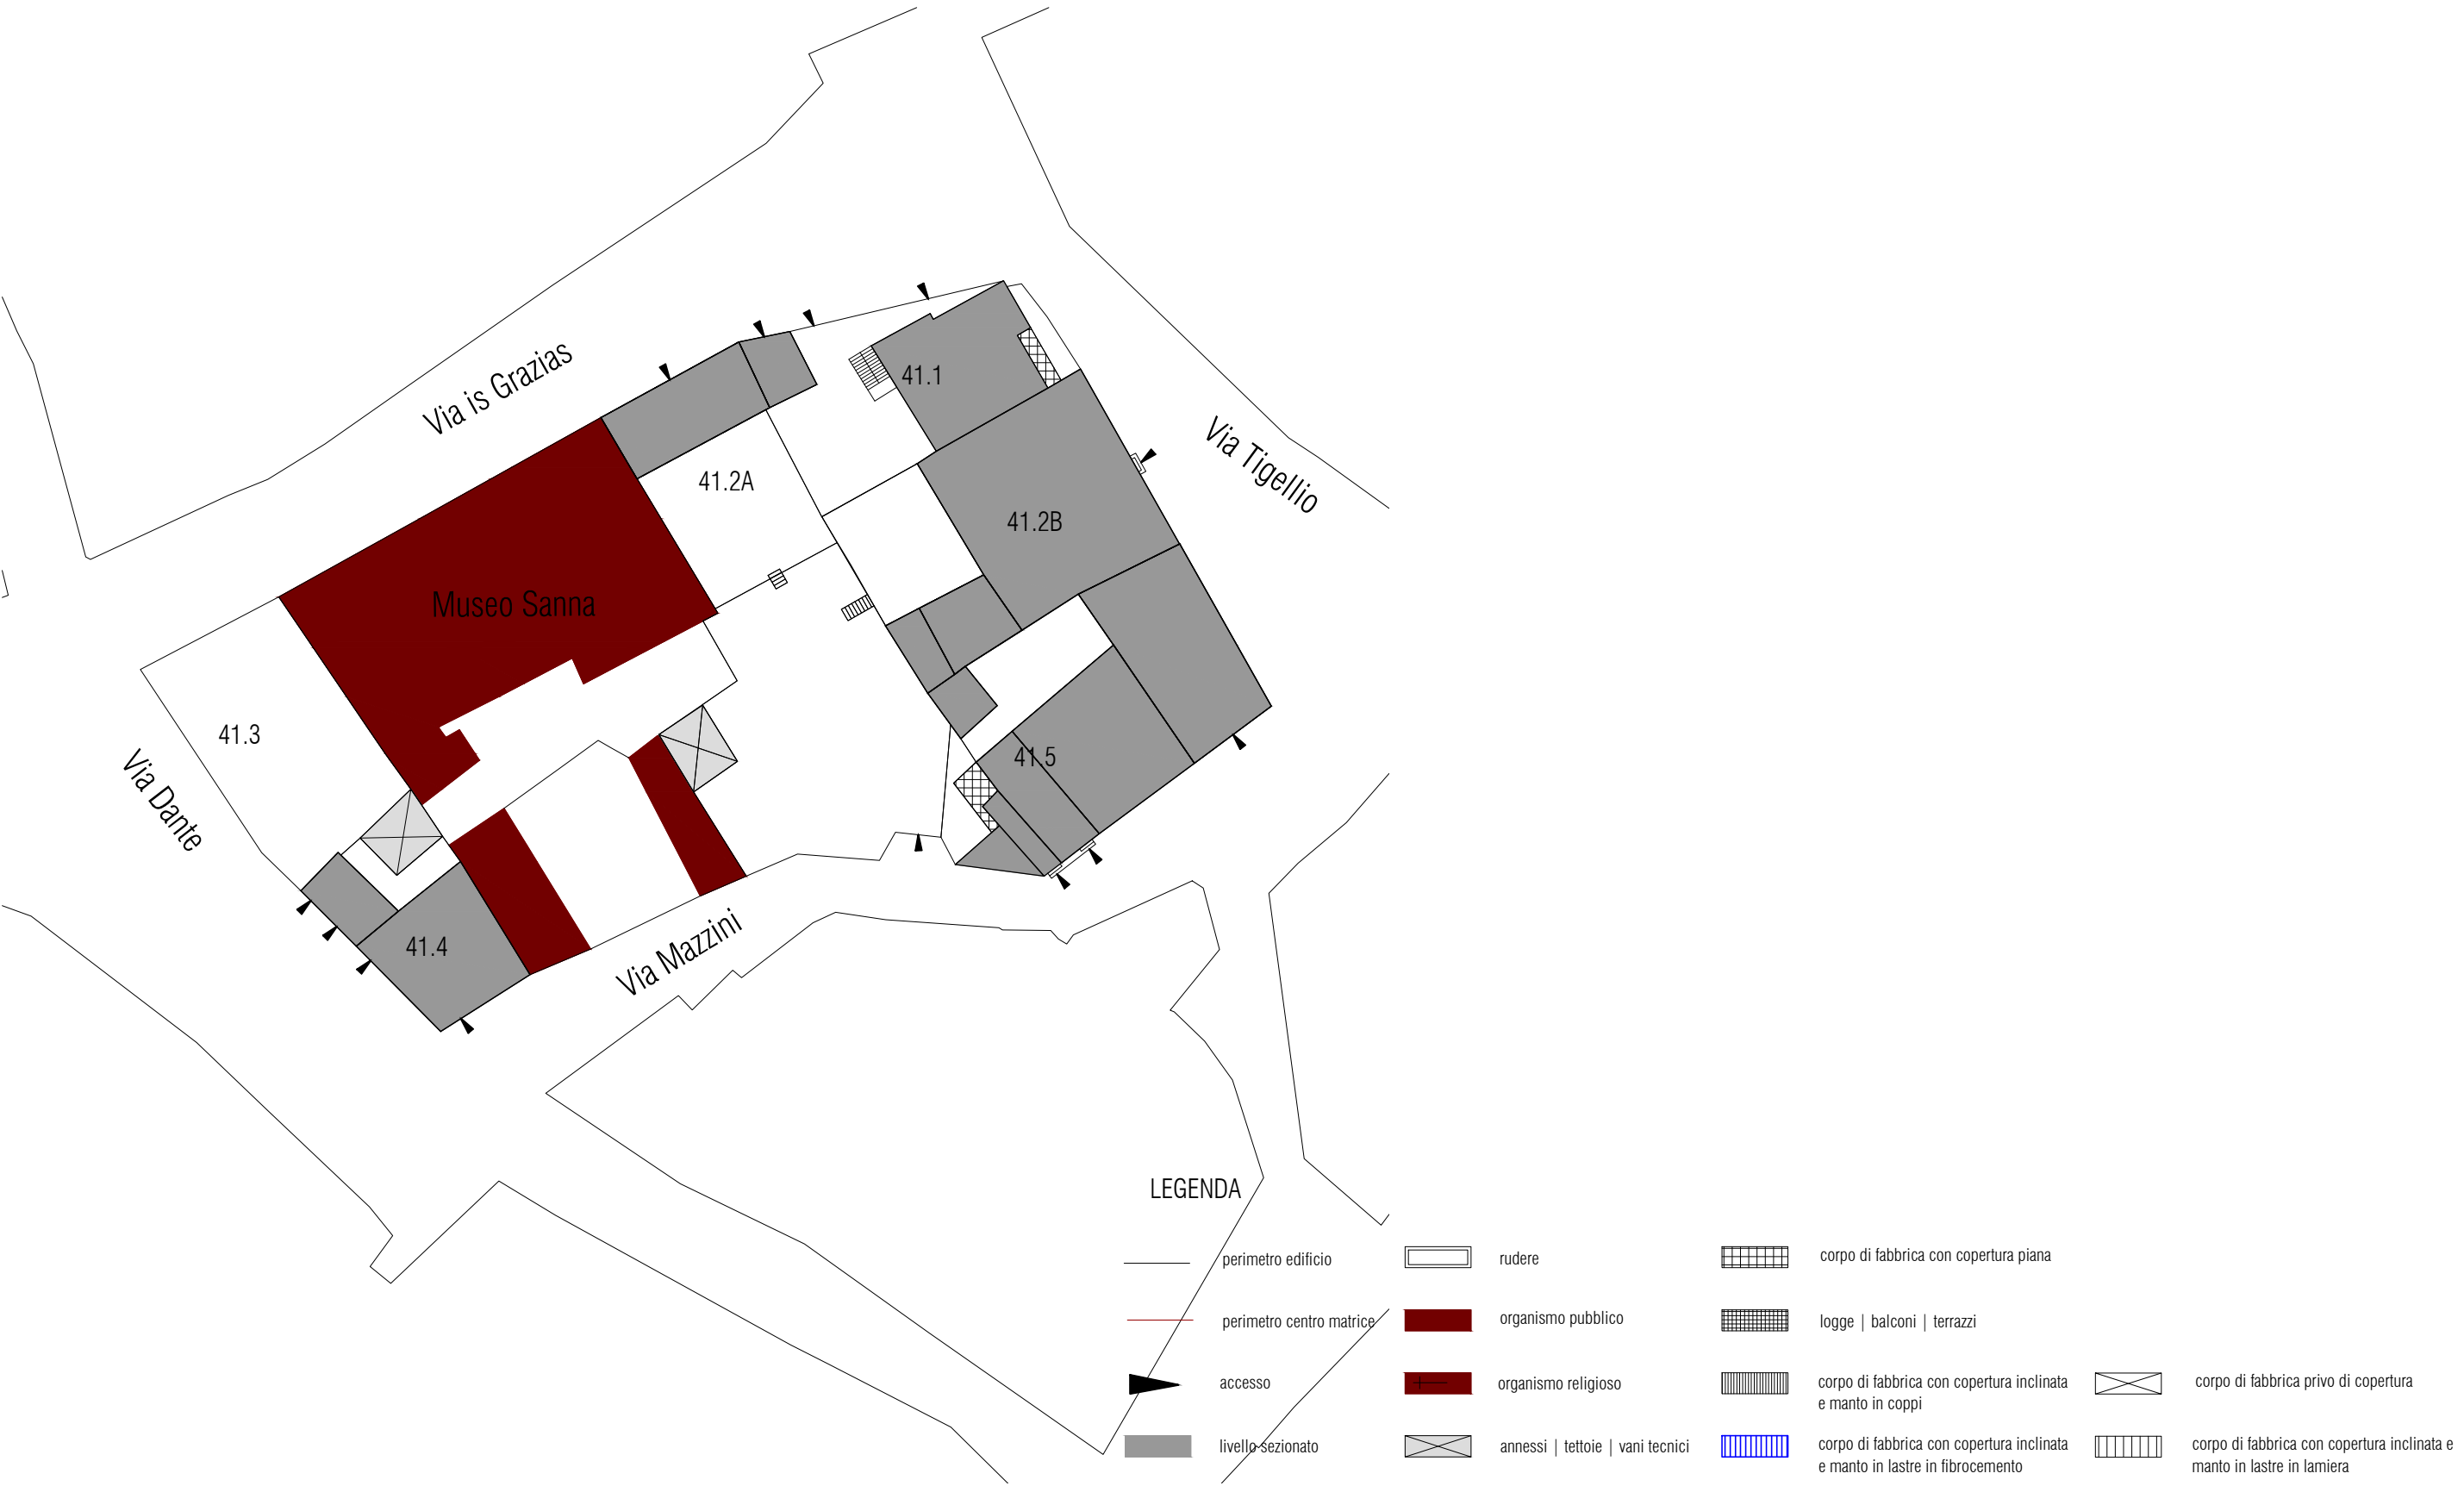 41.1
Via is Grazias
Via Tigellio
41.2A
41.2B
Museo Sanna
41.3
41.5
Via Dante
41.4
Via Mazzini
LEGENDA
perimetro edificio
perimetro centro matrice
accesso
livello sezionato
rudere
organismo pubblico
organismo religioso
annessi | tettoie | vani tecnici
corpo di fabbrica con copertura piana
logge | balconi | terrazzi
corpo di fabbrica con copertura inclinata
e manto in coppi
corpo di fabbrica con copertura inclinata
e manto in lastre in fibrocemento
corpo di fabbrica privo di copertura
corpo di fabbrica con copertura inclinata e
manto in lastre in lamiera